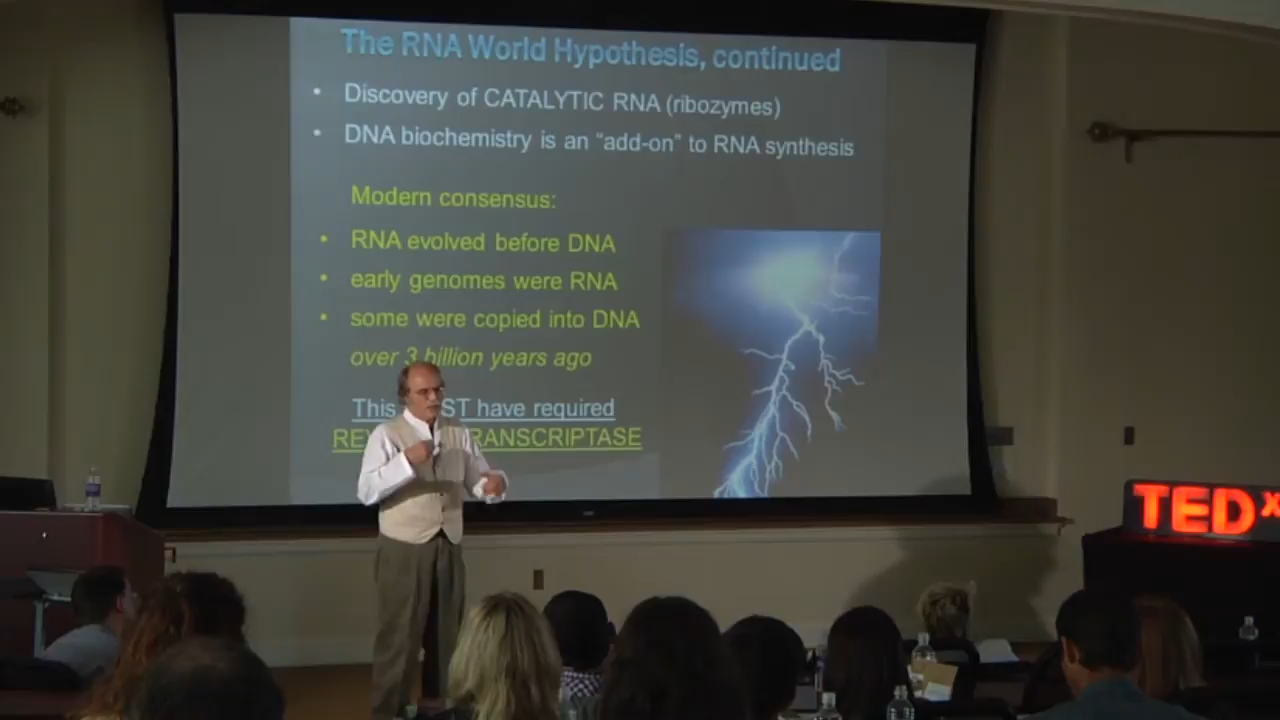 The RNA World Hypothesis, continued
• Discovery of CATALYTIC RNA (ribozymes)
• DNA biochemistry is an “add-on” to RNA synthesis
Modern consensus:
• RNA evolved before DNA
• early genomes were RNA
• some were copied into DNA
over 3 billion years ago
This have required
TEDx